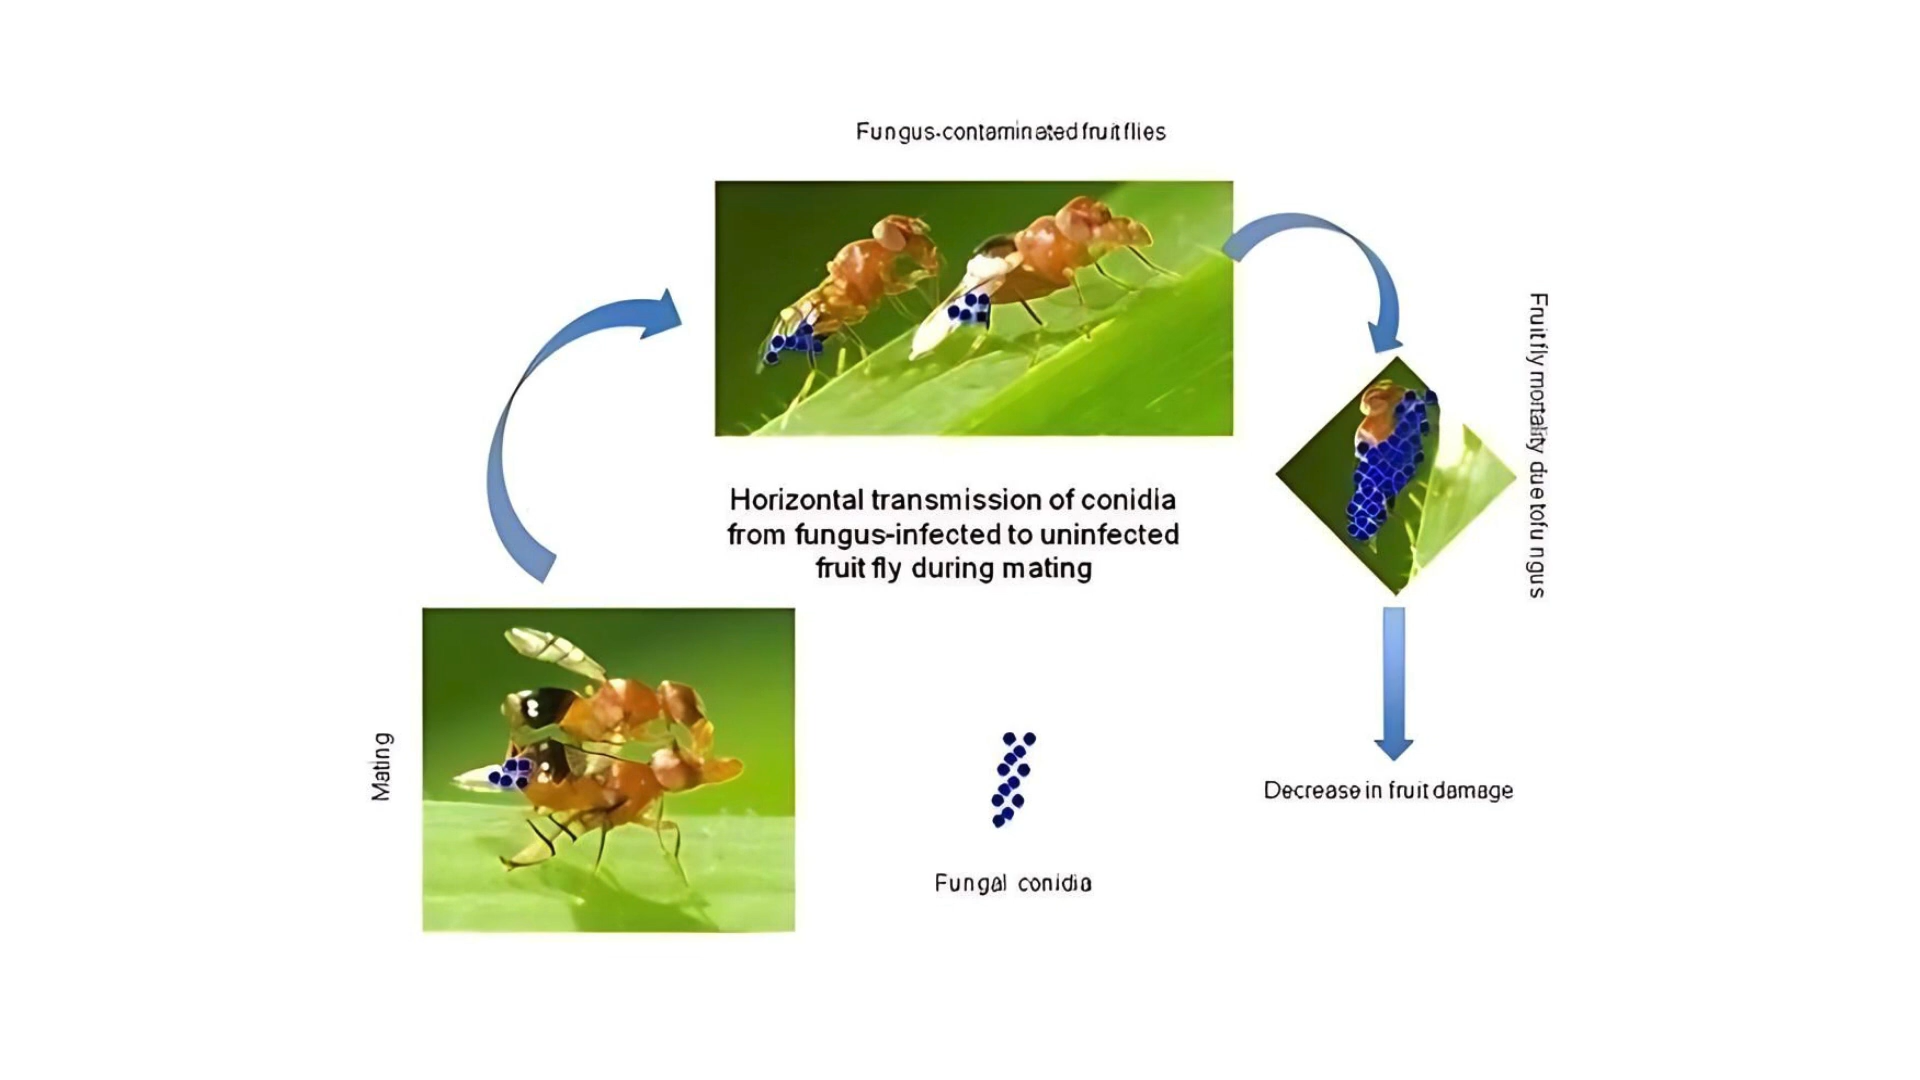 Fungus-contaminated fruit flies
Fruit fly mortality due to fungus
Horizontal transmission of conidia
from fungus-infected to uninfected
fruit fly during mating
Mating
Decrease in fruit damage
Fungal conidia